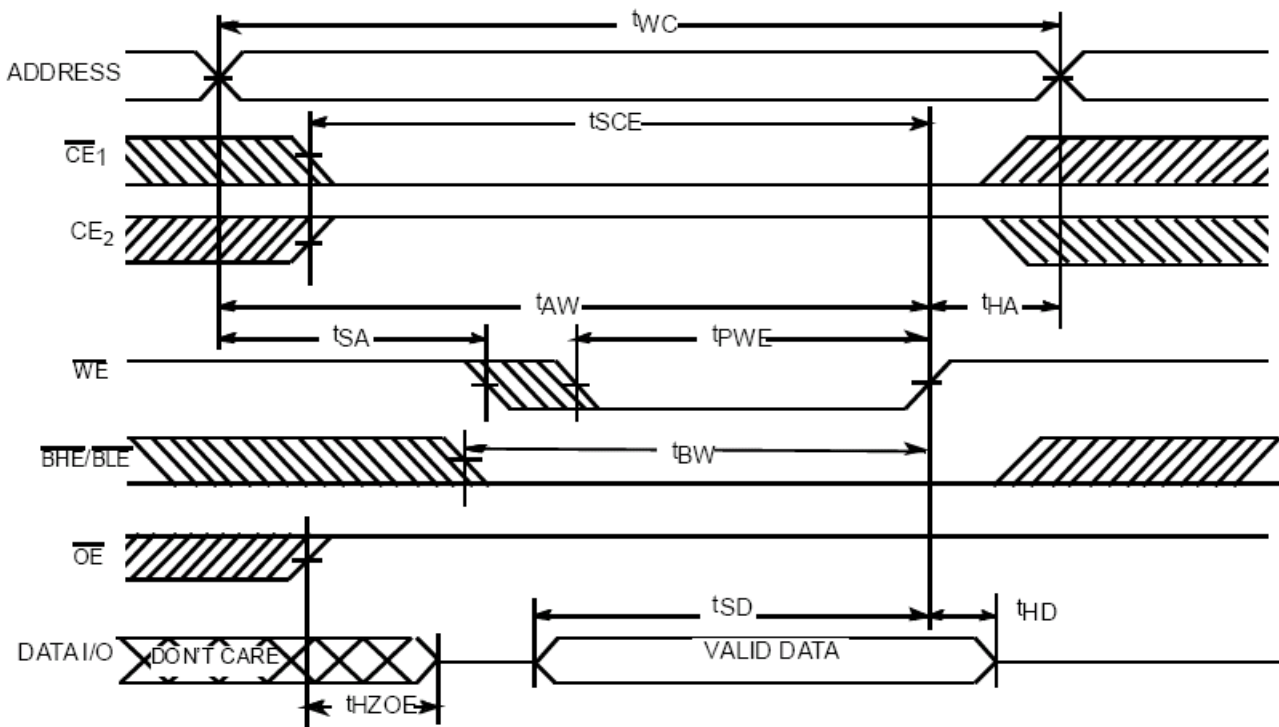 tWC
ADDRESS
tSCE
CE1
CE2
tAW
tHA
tSA
tPWE
WE
BHE/BLE
tBW
OE
tSD
tHD
DATA I/O
DON'T CARE
VALID DATA
tHZOE